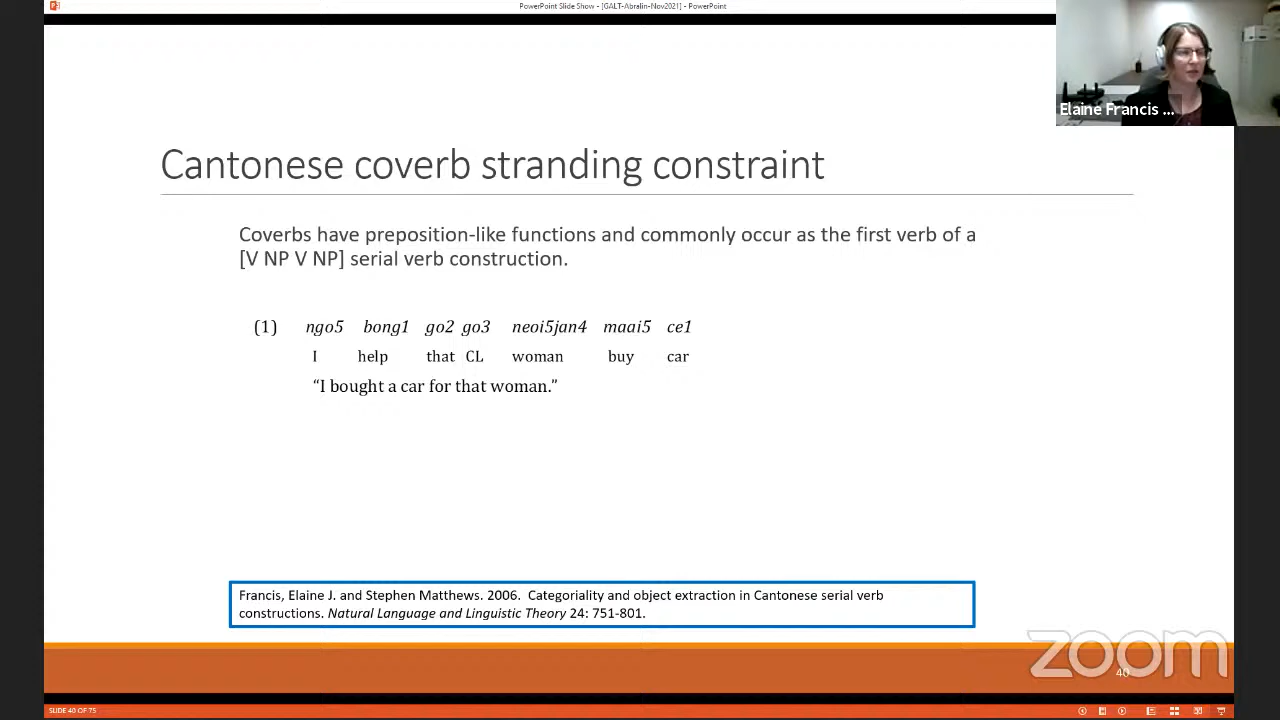 PowerPoint Slide Show - [GALT-Abralin-Nov2021] - PowerPoint
Elaine Francis ...
Cantonese coverb stranding constraint
Coverbs have preposition-like functions and commonly occur as the first verb of a
[V NP V NP] serial verb construction.
(1) ngo5 bong1 go2 go3 neoi5jan4 maai5 ce1
I help that CL woman buy car
“I bought a car for that woman.”
Francis, Elaine J. and Stephen Matthews. 2006. Categoriality and object extraction in Cantonese serial verb
constructions. Natural Language and Linguistic Theory 24: 751-801.
zoom
40
SLIDE 40 OF 75